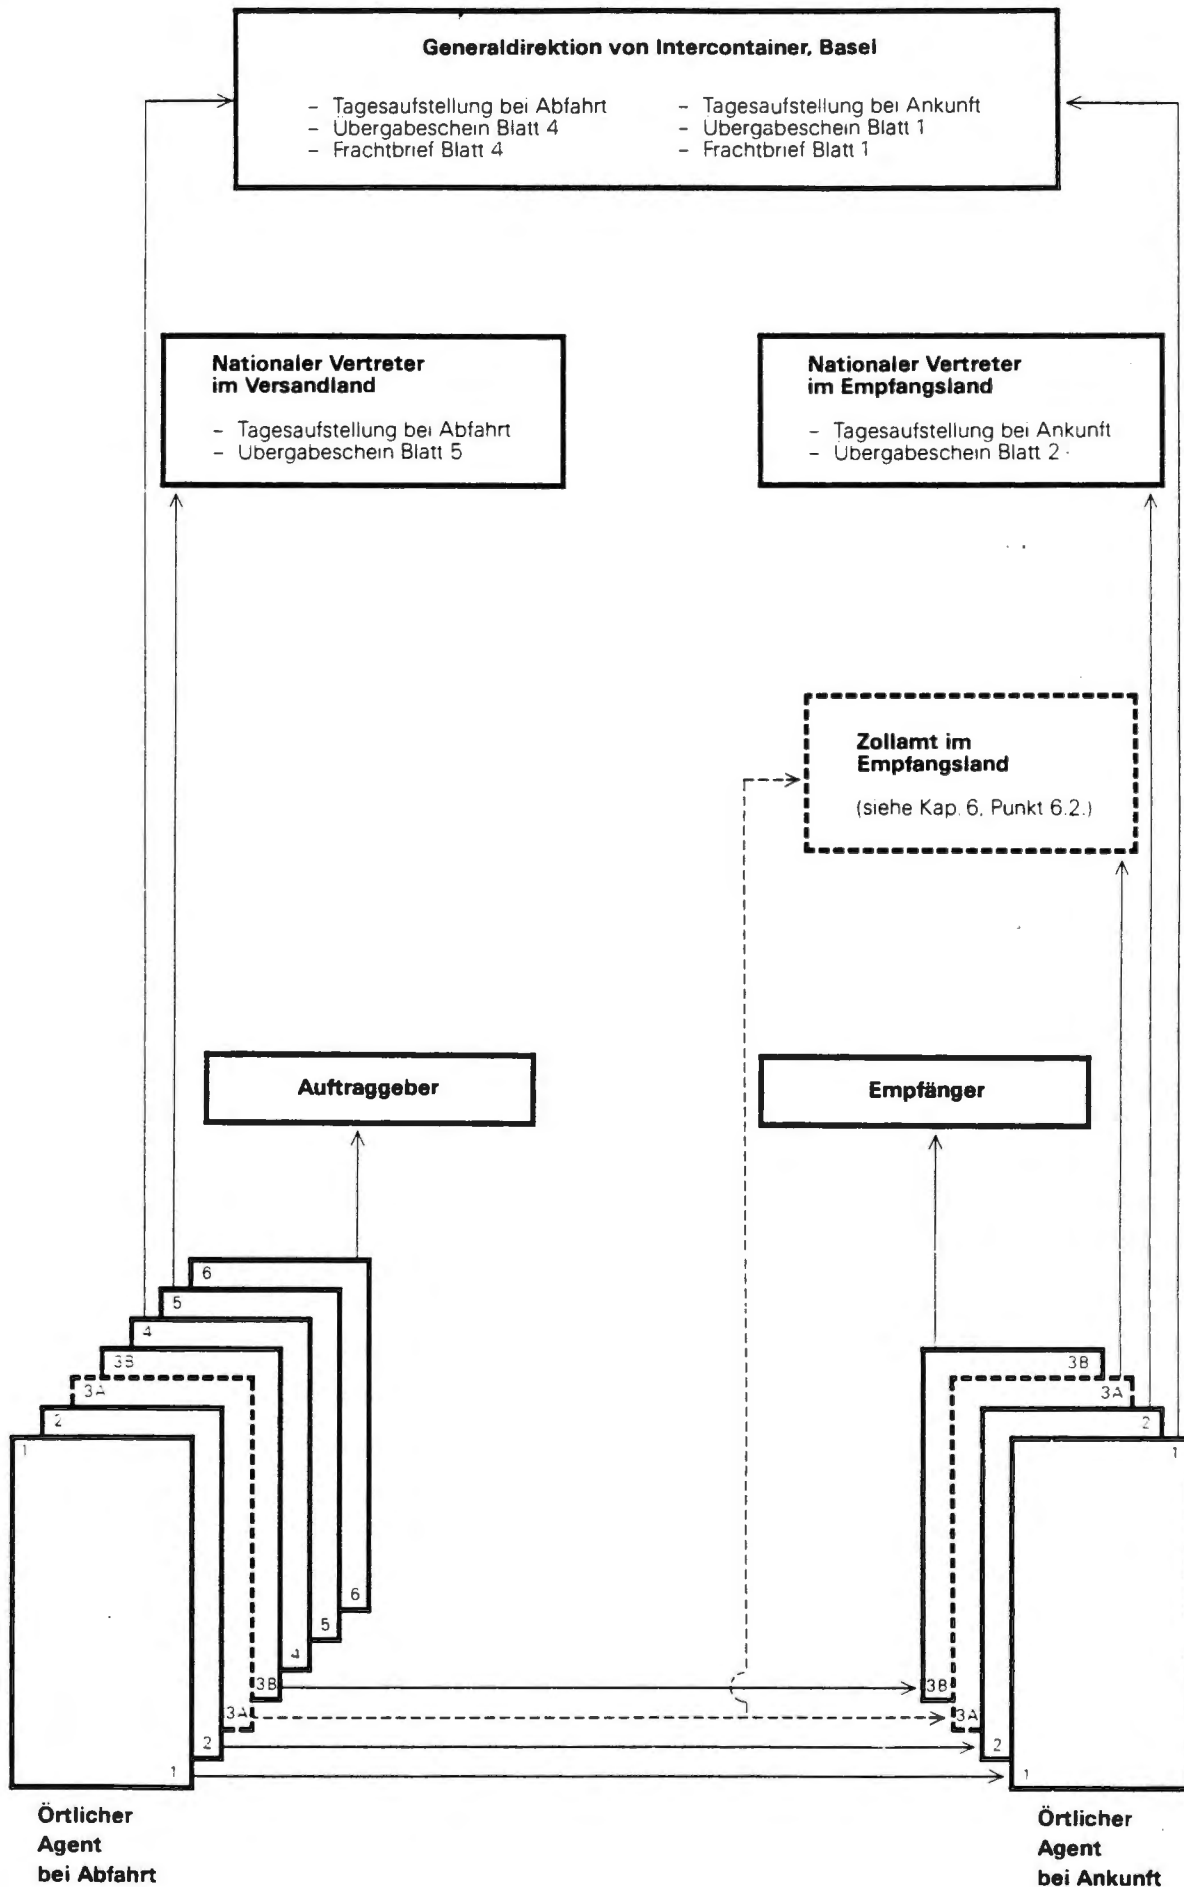 Generaldirektion von Intercontainer, Basel
- Tagesaufstellung bei Abfahrt
- Übergabeschein Blatt 4
- Frachtbrief Blatt 4
- Tagesaufstellung bei Ankunft
- Übergabeschein Blatt 1
- Frachtbrief Blatt 1
Nationaler Vertreter
im Versandland
- Tagesaufstellung bei Abfahrt
- Übergabeschein Blatt 5
Nationaler Vertreter
im Empfangsland
- Tagesaufstellung bei Ankunft
- Übergabeschein Blatt 2
Zollamt im
Empfangsland
(siehe Kap. 6, Punkt 6.2.)
Auftraggeber
Empfänger
6
5
4
3B
3A
2
1
6
5
4
3B
3A
2
1
3B
3A
2
1
3B
3A
2
1
Örtlicher
Agent
bei Abfahrt
Örtlicher
Agent
bei Ankunft